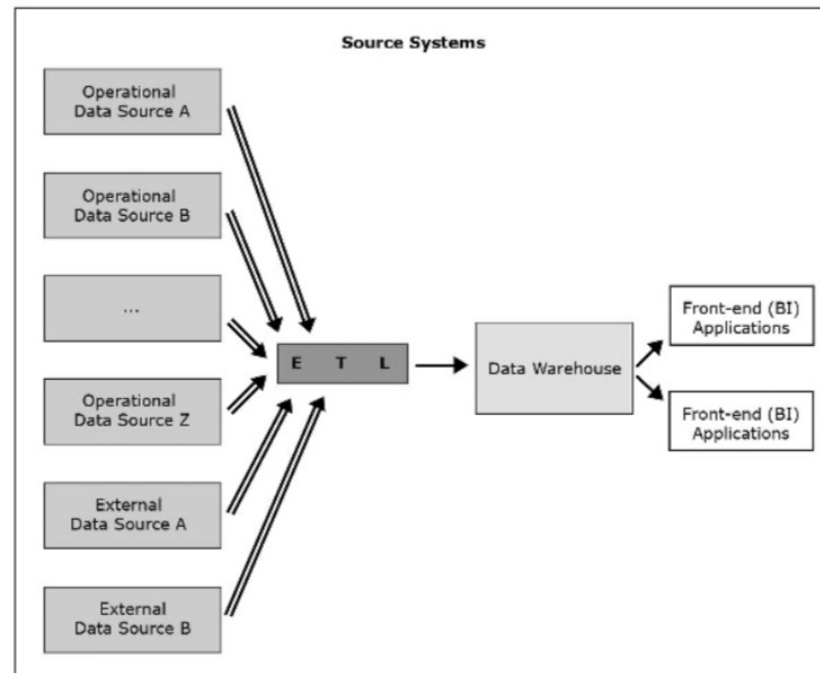 Source Systems
Operational
Data Source A
Operational
Data Source B
...
Operational
Data Source Z
External
Data Source A
External
Data Source B
E T L
Data Warehouse
Front-end (BI)
Applications
Front-end (BI)
Applications